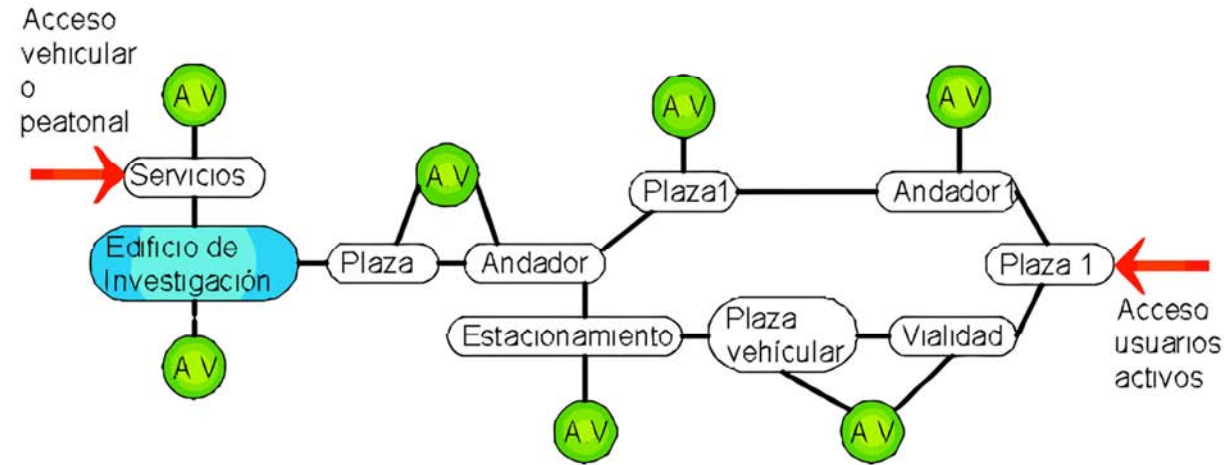 Acceso
vehicular
o
peatonal
A V
Servicios
Edificio de
Investigación
A V
Plaza
A V
Andador
Plaza1
A V
Andador1
A V
Plaza 1
Acceso
usuarios
activos
Estacionamiento
A V
Plaza
vehícular
Vialidad
A V